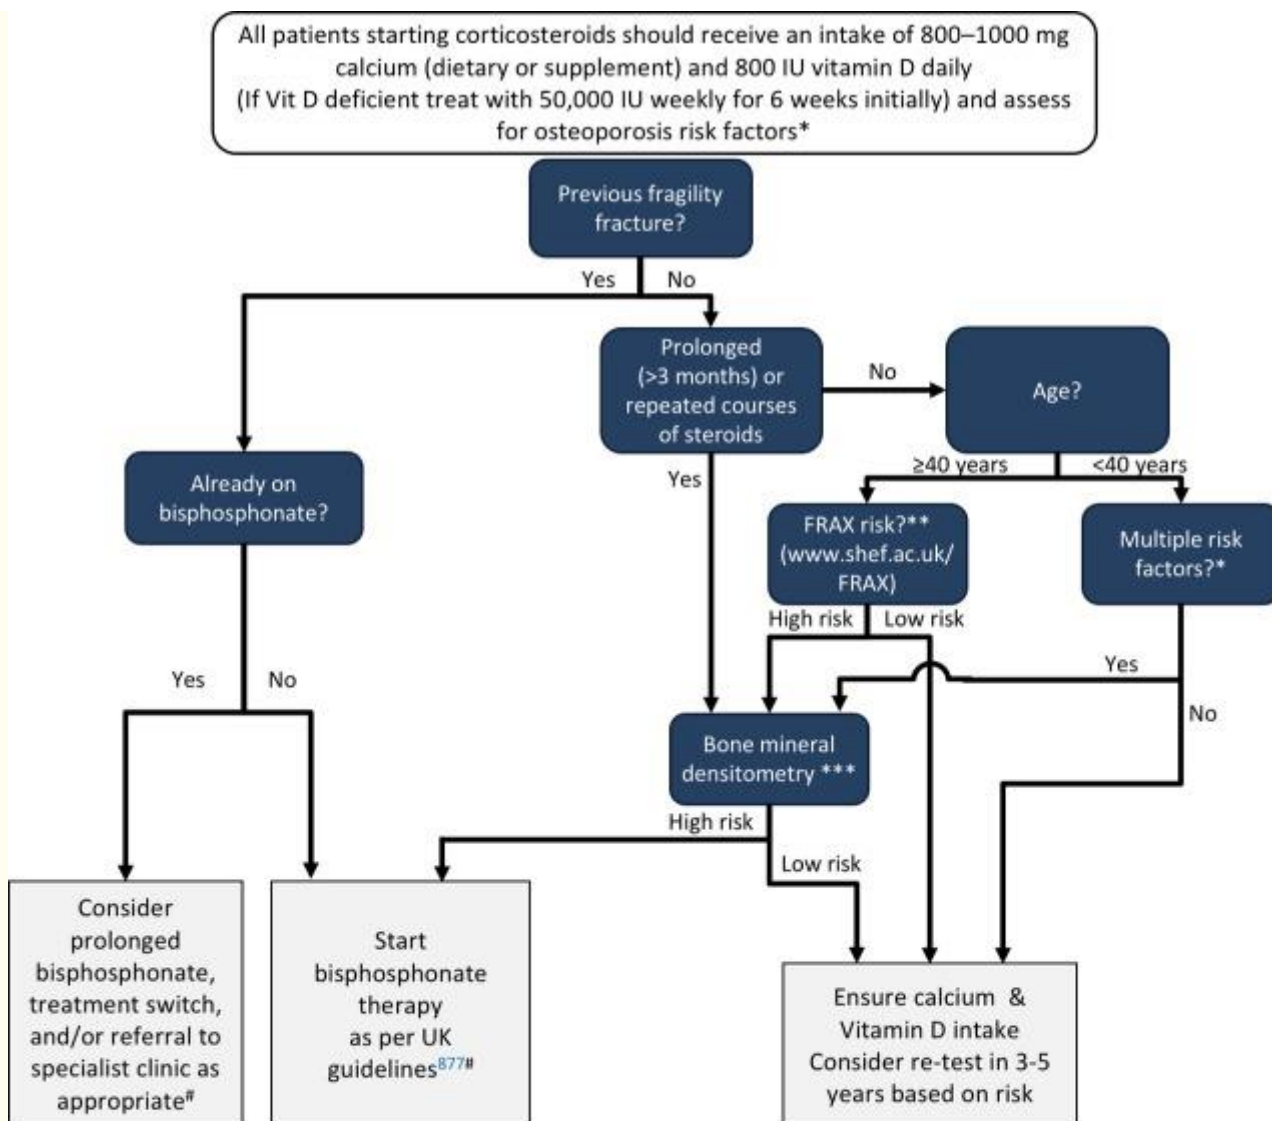 All patients starting corticosteroids should receive an intake of 800–1000 mg
calcium (dietary or supplement) and 800 IU vitamin D daily
(If Vit D deficient treat with 50,000 IU weekly for 6 weeks initially) and assess
for osteoporosis risk factors*
Previous fragility
fracture?
Yes
No
Prolonged
(>3 months) or
repeated courses
of steroids
No
Age?
≥40 years
<40 years
Already on
bisphosphonate?
Yes
FRAX risk?**
(www.shef.ac.uk/
FRAX)
Multiple risk
factors?*
High risk
Low risk
Yes
No
Yes
No
Bone mineral
densitometry ***
High risk
Low risk
Consider
prolonged
bisphosphonate,
treatment switch,
and/or referral to
specialist clinic as
appropriate#
Start
bisphosphonate
therapy
as per UK
guidelines877#
Ensure calcium &
Vitamin D intake
Consider re-test in 3-5
years based on risk